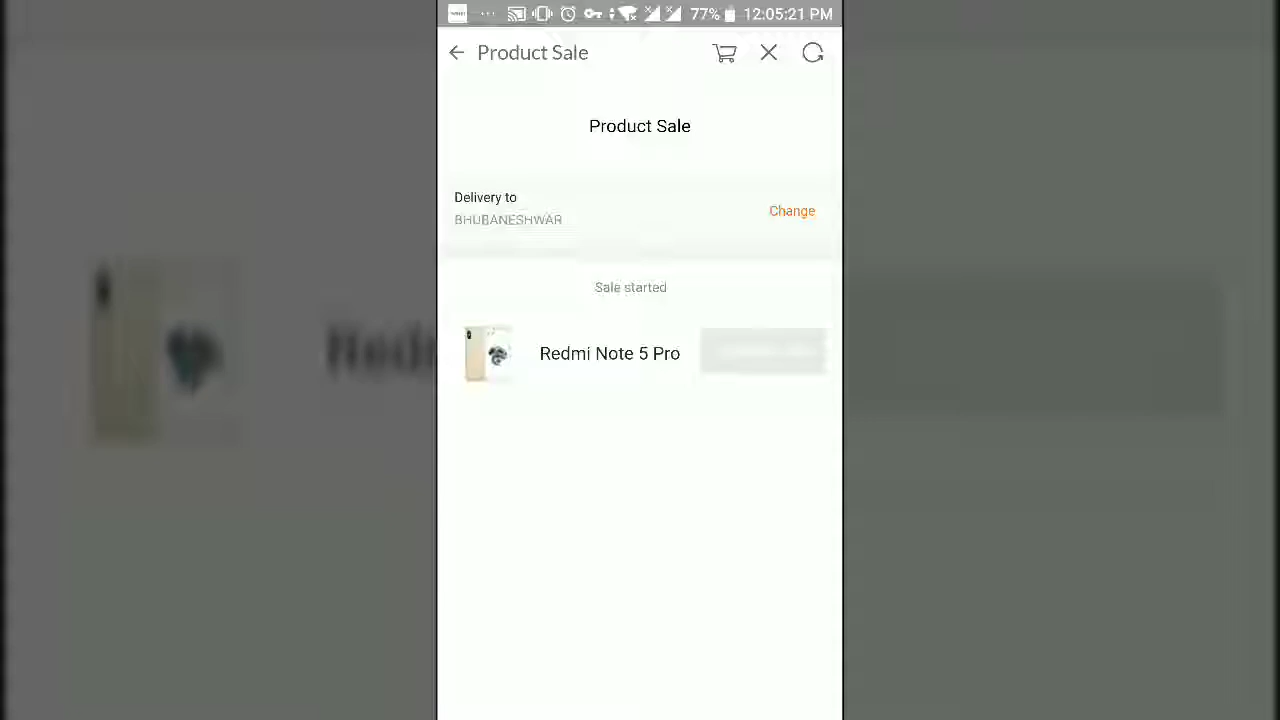 77% 12:05:21 PM
Product Sale
Product Sale
Delivery to
BHUBANESHWAR
Change
Sale started
Redmi Note 5 Pro